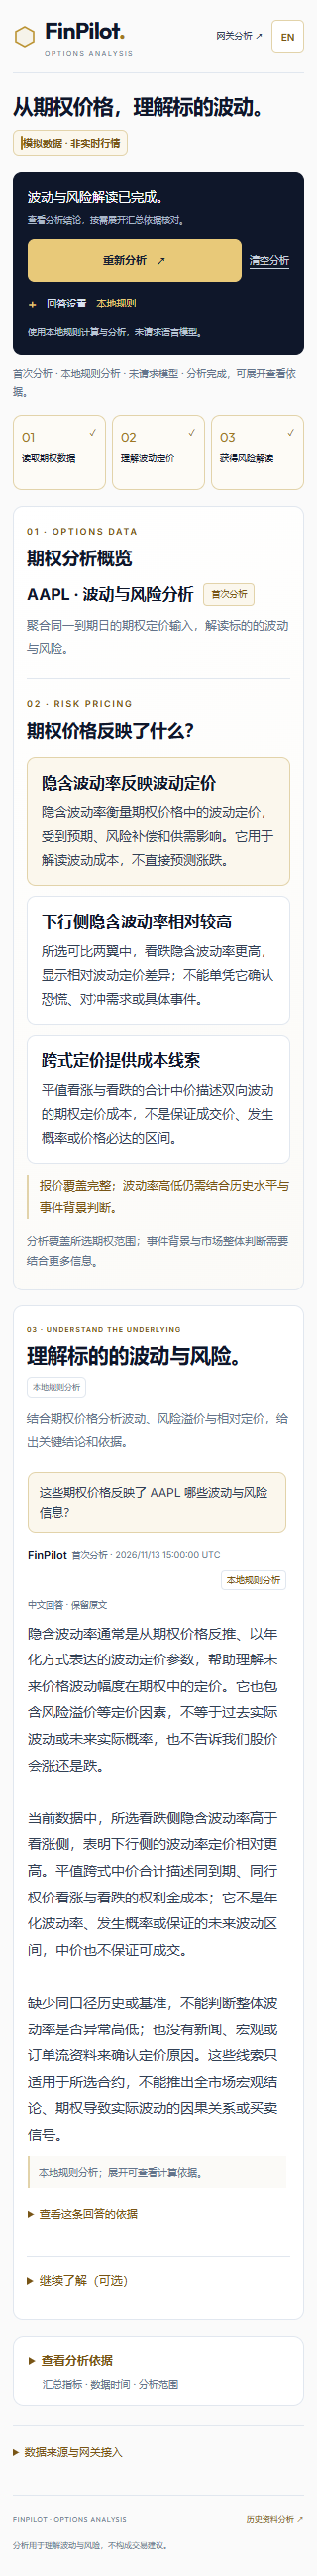 FinPilot.
OPTIONS ANALYSIS
网关分析 ↗
EN
从期权价格，理解标的波动。
模拟数据 · 非实时行情
波动与风险解读已完成。
查看分析结论，按需展开汇总依据核对。
重新分析 ↗
清空分析
+ 回答设置 本地规则
使用本地规则计算与分析，未请求语言模型。
首次分析 · 本地规则分析 · 未请求模型 · 分析完成，可展开查看依
据。
01 ✓
读取期权数据
02 ✓
理解波动定价
03 ✓
获得风险解读
01 · OPTIONS DATA
期权分析概览
AAPL · 波动与风险分析
首次分析
聚合同一到期日的期权定价输入，解读标的的波动
与风险。
02 · RISK PRICING
期权价格反映了什么？
隐含波动率反映波动定价
隐含波动率衡量期权价格中的波动定价，
受到预期、风险补偿和供需影响。它用于
解读波动成本，不直接预测涨跌。
下行侧隐含波动率相对较高
所选可比两翼中，看跌隐含波动率更高，
显示相对波动定价差异；不能单凭它确认
恐慌、对冲需求或具体事件。
跨式定价提供成本线索
平值看涨与看跌的合计中价描述双向波动
的期权定价成本，不是保证成交价、发生
概率或价格必达的区间。
报价覆盖完整；波动率高低仍需结合历史水平与
事件背景判断。
分析覆盖所选期权范围；事件背景与市场整体判断需要
结合更多信息。
03 · UNDERSTAND THE UNDERLYING
理解标的的波动与风险。
本地规则分析
结合期权价格分析波动、风险溢价与相对定价，给
出关键结论和依据。
这些期权价格反映了 AAPL 哪些波动与风险
信息？
FinPilot 首次分析 · 2026/11/13 15:00:00 UTC
本地规则分析
中文回答 · 保留原文
隐含波动率通常是从期权价格反推、以年
化方式表达的波动定价参数，帮助理解未
来价格波动幅度在期权中的定价。它也包
含风险溢价等定价因素，不等于过去实际
波动或未来实际概率，也不告诉我们股价
会涨还是跌。
当前数据中，所选看跌侧隐含波动率高于
看涨侧，表明下行侧的波动率定价相对更
高。平值跨式中价合计描述同到期、同行
权价看涨与看跌的权利金成本；它不是年
化波动率、发生概率或保证的未来波动区
间，中价也不保证可成交。
缺少同口径历史或基准，不能判断整体波
动率是否异常高低；也没有新闻、宏观或
订单流资料来确认定价原因。这些线索只
适用于所选合约，不能推出全市场宏观结
论、期权导致实际波动的因果关系或买卖
信号。
本地规则分析；展开可查看计算依据。
▶ 查看这条回答的依据
▶ 继续了解（可选）
▶ 查看分析依据
汇总指标 · 数据时间 · 分析范围
▶ 数据来源与网关接入
FINPILOT · OPTIONS ANALYSIS
历史资料分析 ↗
分析用于理解波动与风险，不构成交易建议。